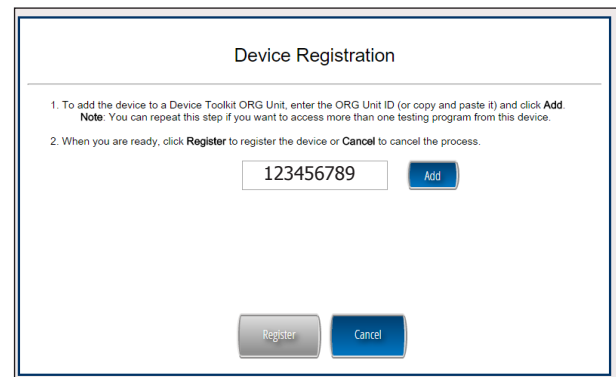 Device Registration
1. To add the device to a Device Toolkit ORG Unit, enter the ORG Unit ID (or copy and paste it) and click Add.
Note: You can repeat this step if you want to access more than one testing program from this device.
2. When you are ready, click Register to register the device or Cancel to cancel the process.
123456789 Add
Register Cancel